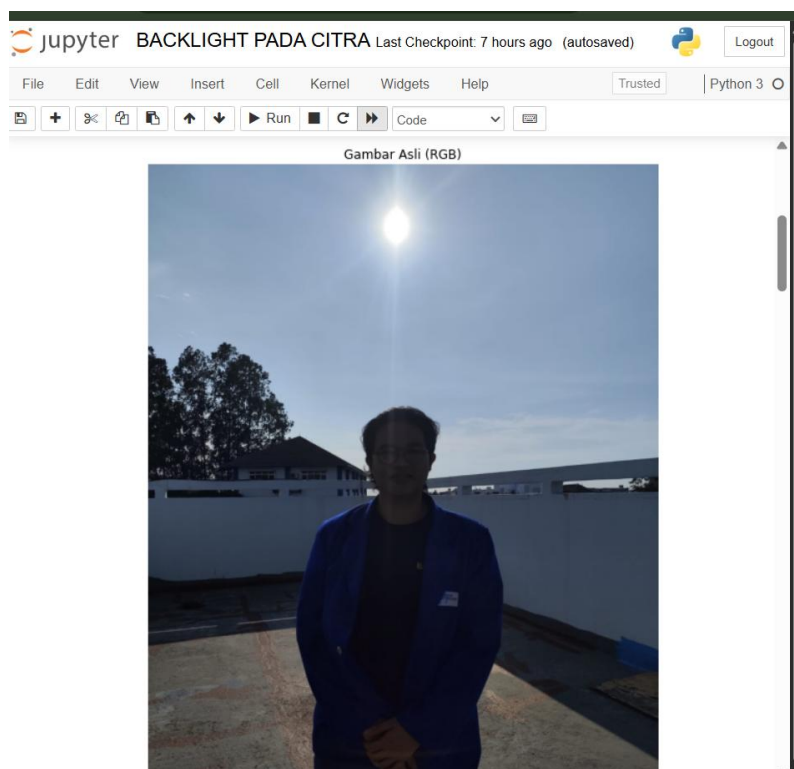 jupyter BACKLIGHT PADA CITRA Last Checkpoint: 7 hours ago (autosaved) Logout
File Edit View Insert Cell Kernel Widgets Help Trusted Python 3
Run Code
Gambar Asli (RGB)